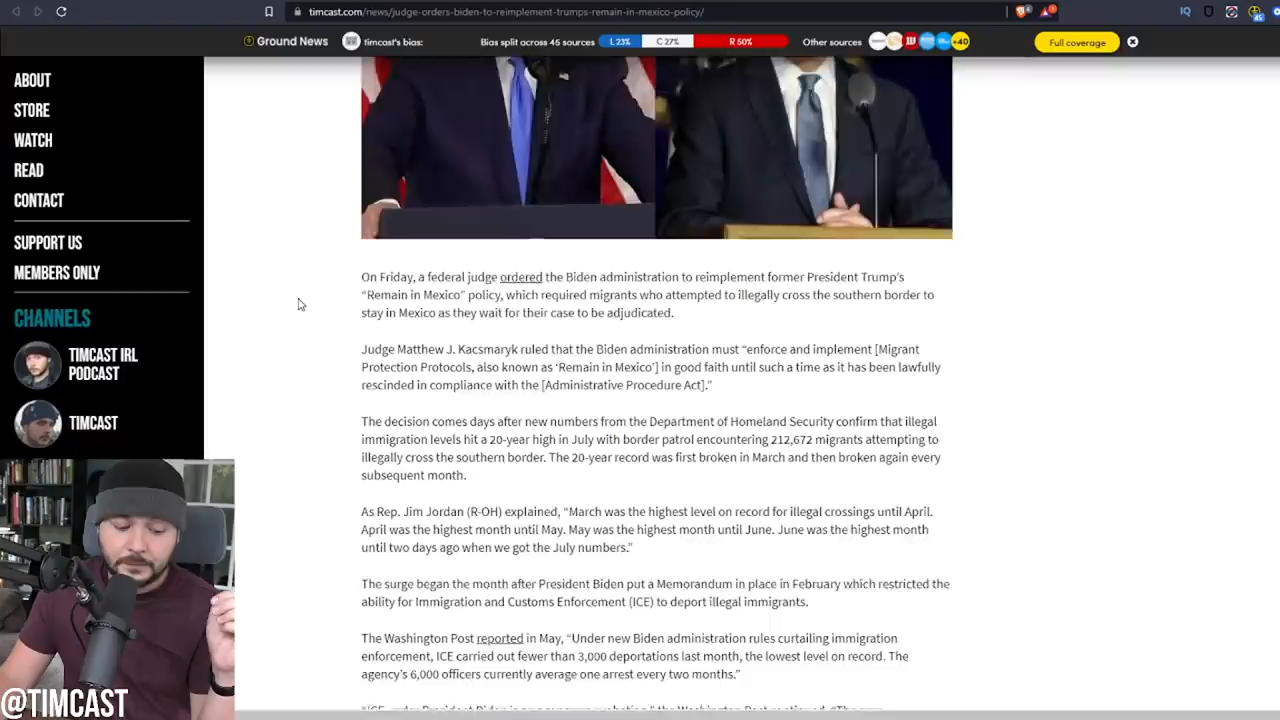 timcast.com/news/judge-orders-biden-to-reimplement-trumps-remain-in-mexico-policy/
Ground News timcast's bias: Bias split across 45 sources L 23% C 27% R 50% Other sources +40 Full coverage
ABOUT
STORE
WATCH
READ
CONTACT
SUPPORT US
MEMBERS ONLY
CHANNELS
TIMCAST IRL
PODCAST
TIMCAST
On Friday, a federal judge ordered the Biden administration to reimplement former President Trump's
“Remain in Mexico” policy, which required migrants who attempted to illegally cross the southern border to
stay in Mexico as they wait for their case to be adjudicated.
Judge Matthew J. Kacsmaryk ruled that the Biden administration must “enforce and implement [Migrant
Protection Protocols, also known as ‘Remain in Mexico’] in good faith until such a time as it has been lawfully
rescinded in compliance with the [Administrative Procedure Act].”
The decision comes days after new numbers from the Department of Homeland Security confirm that illegal
immigration levels hit a 20-year high in July with border patrol encountering 212,672 migrants attempting to
illegally cross the southern border. The 20-year record was first broken in March and then broken again every
subsequent month.
As Rep. Jim Jordan (R-OH) explained, “March was the highest level on record for illegal crossings until April.
April was the highest month until May. May was the highest month until June. June was the highest month
until two days ago when we got the July numbers.”
The surge began the month after President Biden put a Memorandum in place in February which restricted the
ability for Immigration and Customs Enforcement (ICE) to deport illegal immigrants.
The Washington Post reported in May, “Under new Biden administration rules curtailing immigration
enforcement, ICE carried out fewer than 3,000 deportations last month, the lowest level on record. The
agency's 6,000 officers currently average one arrest every two months.”
@TIMCAST